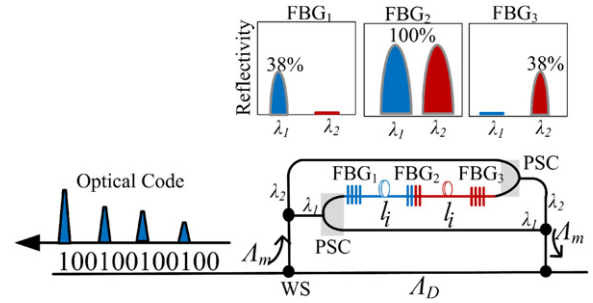 FBG₁ FBG₂ FBG₃
Reflectivity
38% 100% 38%
λ₁ λ₂ λ₁ λ₂ λ₁ λ₂
Optical Code
100100100100
PSC
FBG₁ FBG₂ FBG₃
λ₂ λ₁ lᵢ lᵢ λ₁ λ₂
PSC
Λₘ Λₘ
WS Λ_D